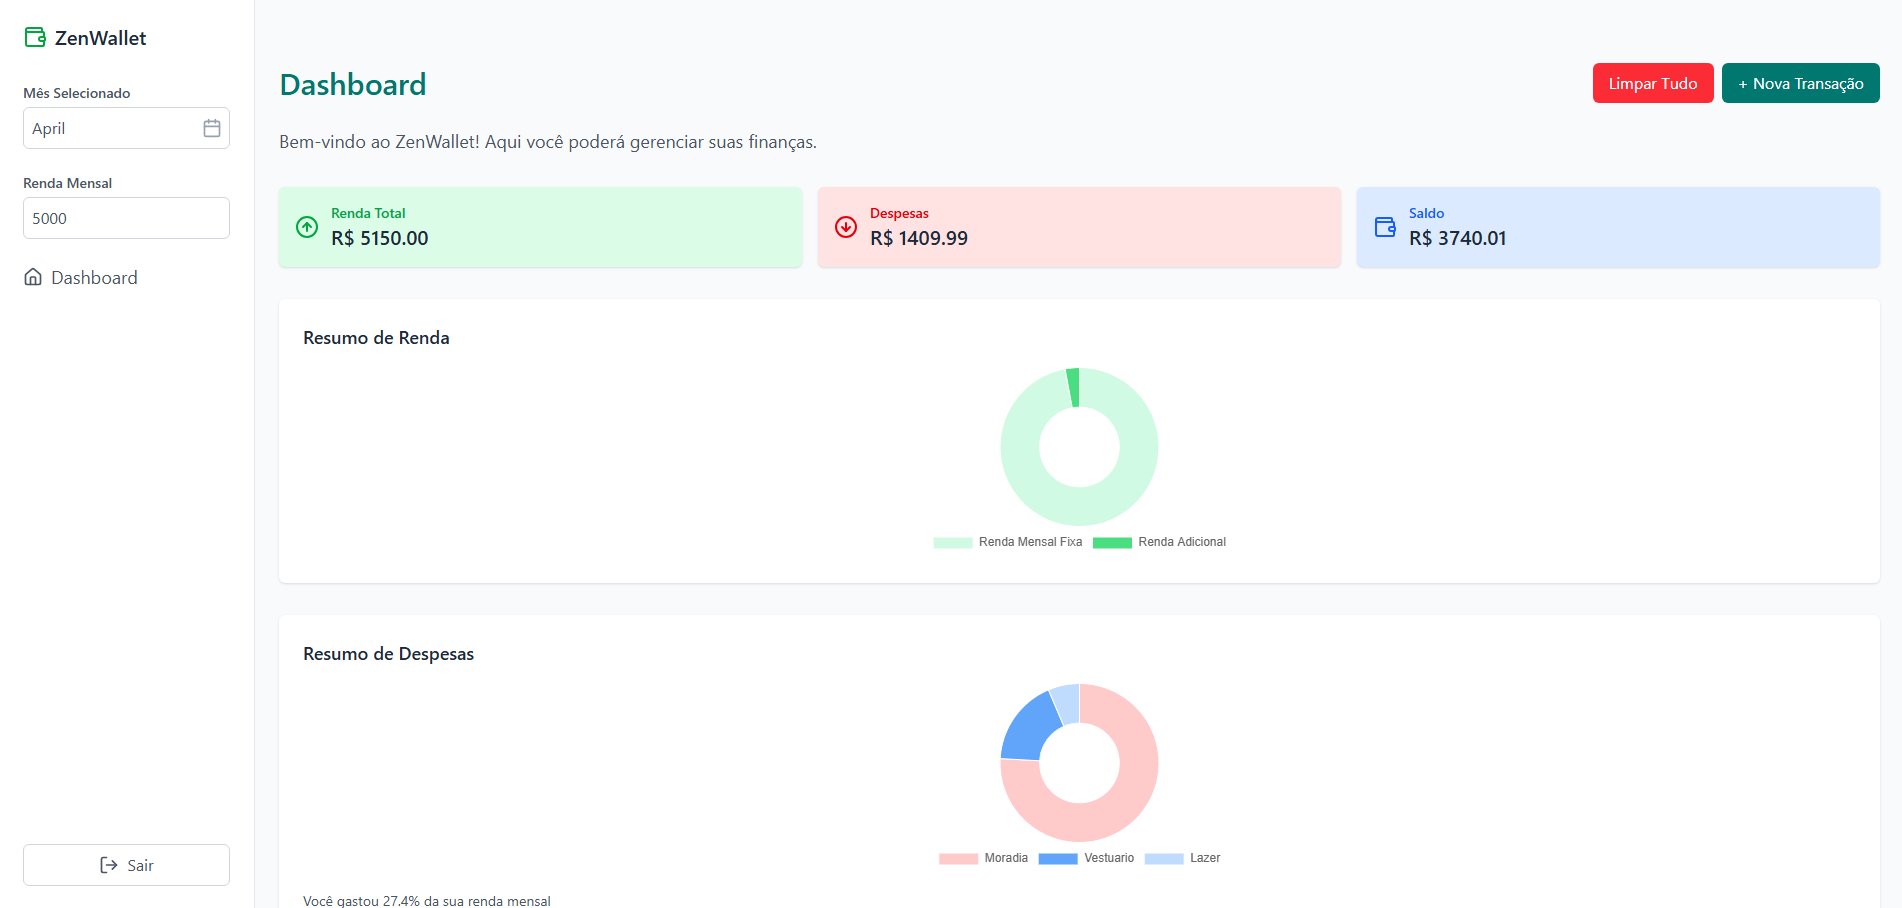 ZenWallet
Mês Selecionado
April
Renda Mensal
5000
Dashboard
Sair
Dashboard
Limpar Tudo
+ Nova Transação
Bem-vindo ao ZenWallet! Aqui você poderá gerenciar suas finanças.
Renda Total
R$ 5150.00
Despesas
R$ 1409.99
Saldo
R$ 3740.01
Resumo de Renda
Renda Mensal Fixa
Renda Adicional
Resumo de Despesas
Moradia
Vestuario
Lazer
Você gastou 27.4% da sua renda mensal